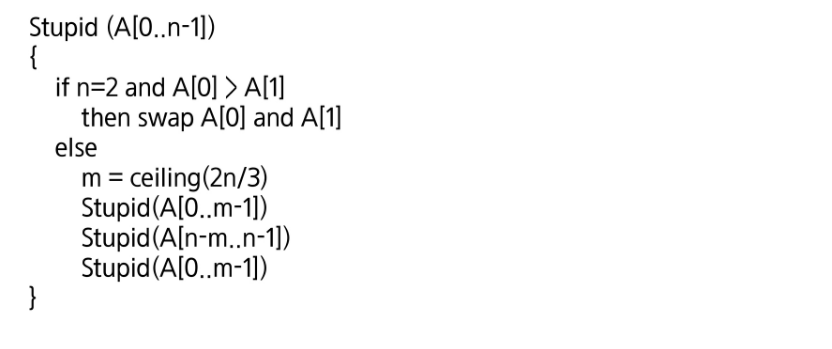 Stupid (A[0..n-1])
{
if n=2 and A[0] > A[1]
then swap A[0] and A[1]
else
m = ceiling(2n/3)
Stupid(A[0..m-1])
Stupid(A[n-m..n-1])
Stupid(A[0..m-1])
}